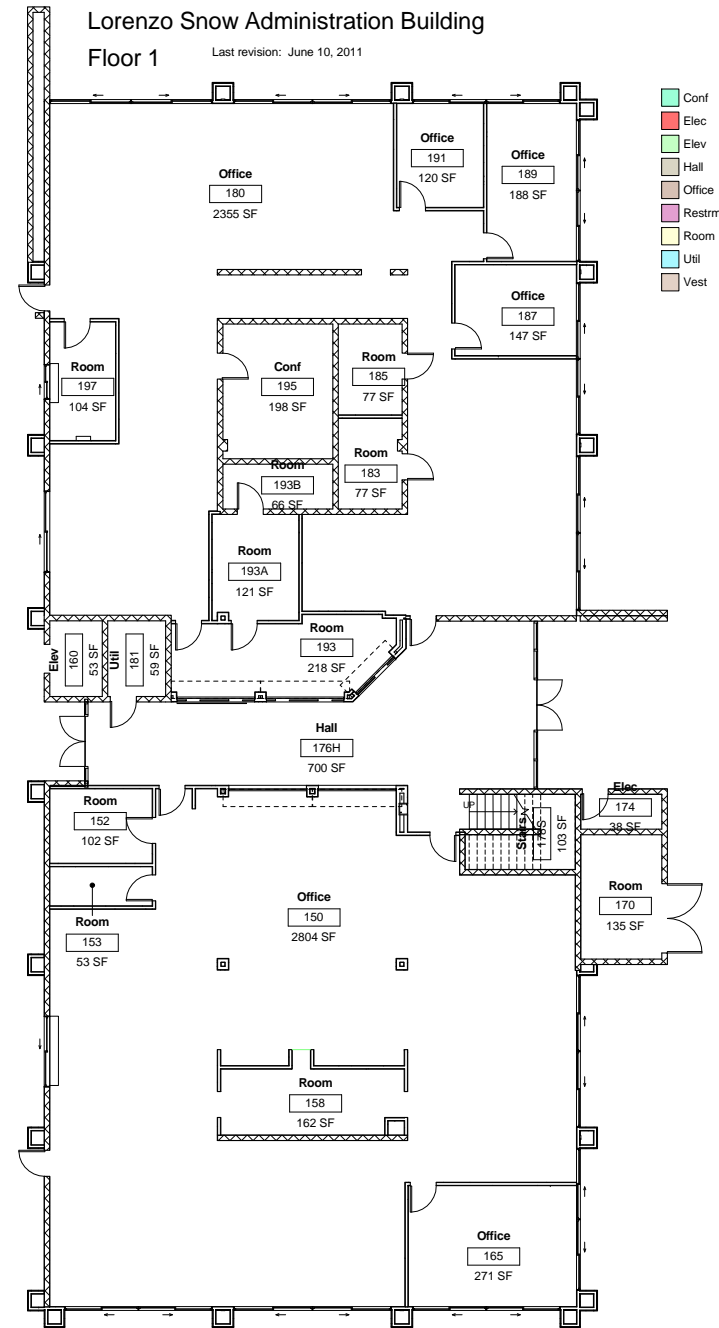 Lorenzo Snow Administration Building
Floor 1
Last revision: June 10, 2011
Conf
Elec
Elev
Hall
Office
Restrm
Room
Util
Vest
Office
180
2355 SF
Office
191
120 SF
Office
189
188 SF
Office
187
147 SF
Room
197
104 SF
Conf
195
198 SF
Room
185
77 SF
Room
183
77 SF
Room
193B
66 SF
Room
193A
121 SF
Room
193
218 SF
Elev
160
53 SF
Util
181
59 SF
Hall
176H
700 SF
Room
152
102 SF
UP
Stairs
178S
103 SF
Elec
174
38 SF
Room
170
135 SF
Office
150
2804 SF
Room
153
53 SF
Room
158
162 SF
Office
165
271 SF